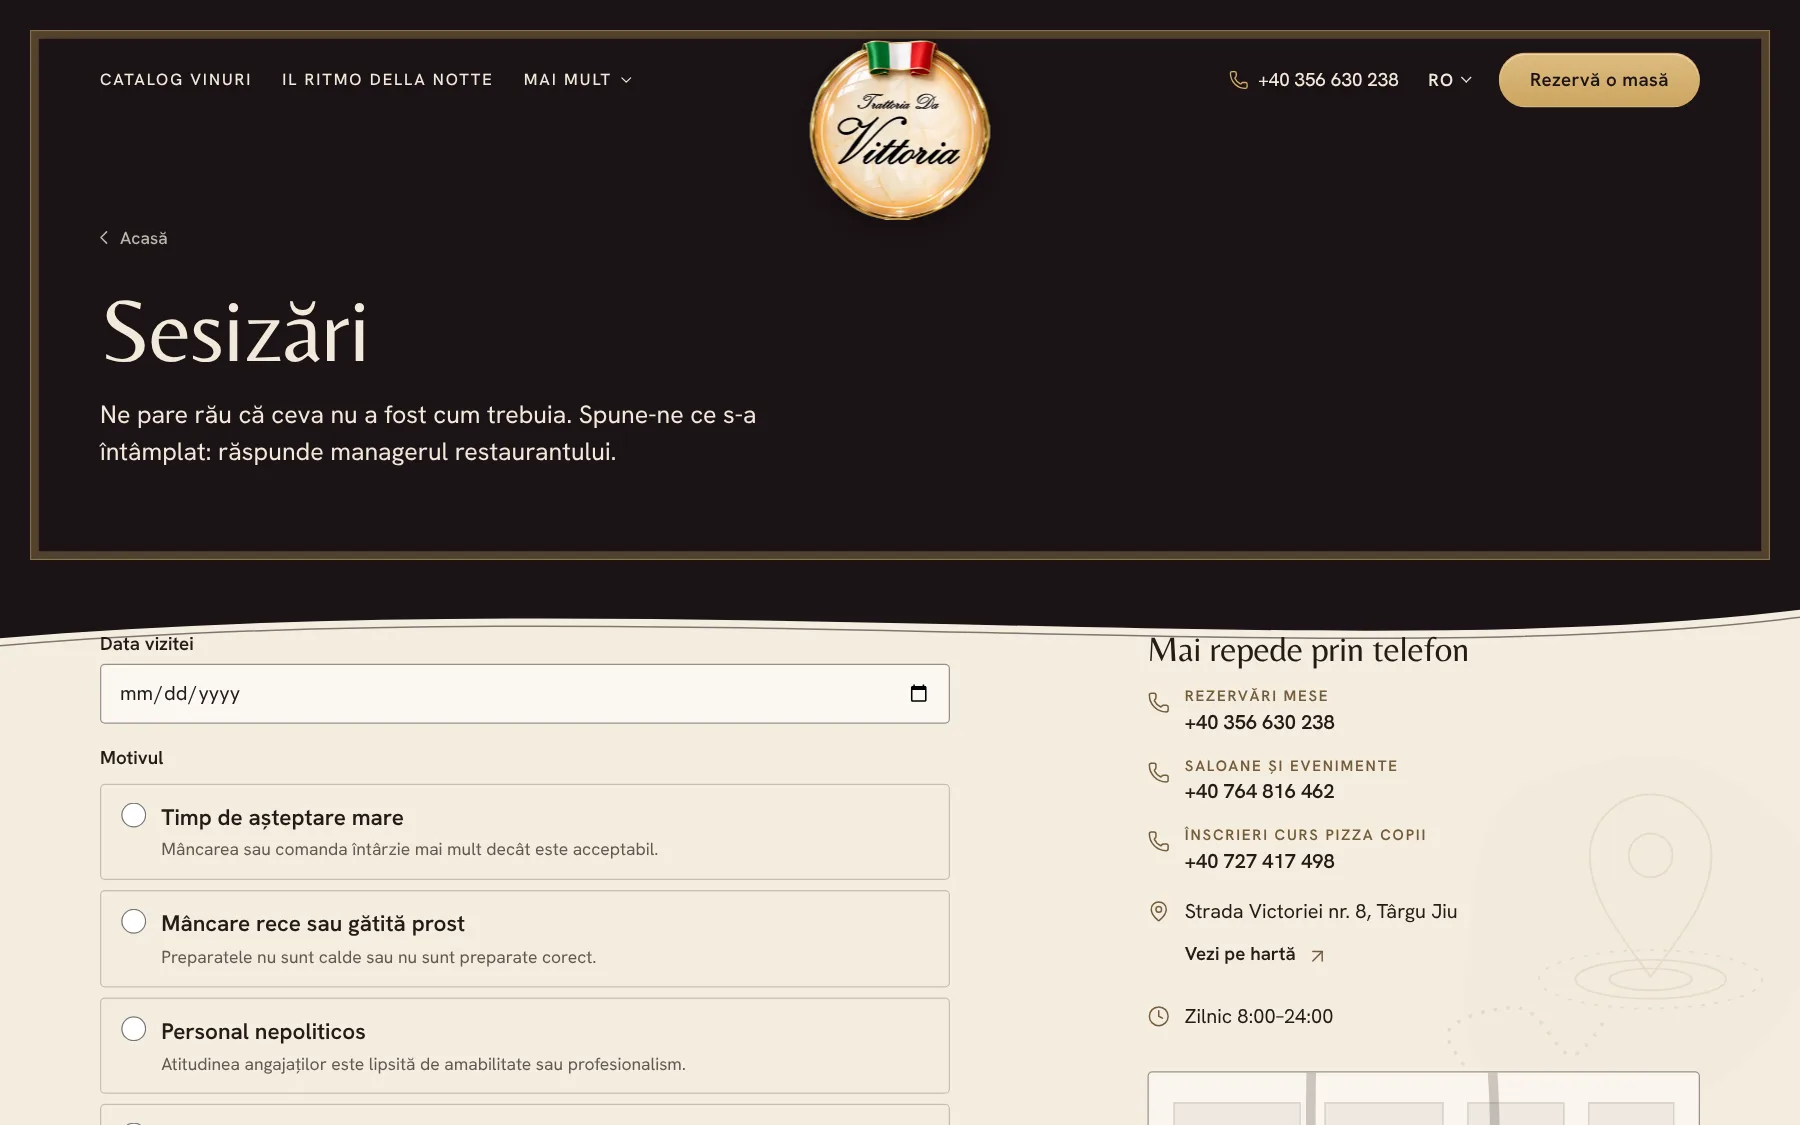 CATALOG VINURI
IL RITMO DELLA NOTTE
MAI MULT
Trattoria Da
Vittoria
+40 356 630 238
RO
Rezervă o masă
Acasă
Sesizări
Ne pare rău că ceva nu a fost cum trebuia. Spune-ne ce s-a
întâmplat: răspunde managerul restaurantului.
Data vizitei
mm/dd/yyyy
Motivul
Timp de așteptare mare
Mâncarea sau comanda întârzie mai mult decât este acceptabil.
Mâncare rece sau gătită prost
Preparatele nu sunt calde sau nu sunt preparate corect.
Personal nepoliticos
Atitudinea angajaților este lipsită de amabilitate sau profesionalism.
Mai repede prin telefon
REZERVĂRI MESE
+40 356 630 238
SALOANE ȘI EVENIMENTE
+40 764 816 462
ÎNSCRIERI CURS PIZZA COPII
+40 727 417 498
Strada Victoriei nr. 8, Târgu Jiu
Vezi pe hartă
Zilnic 8:00–24:00